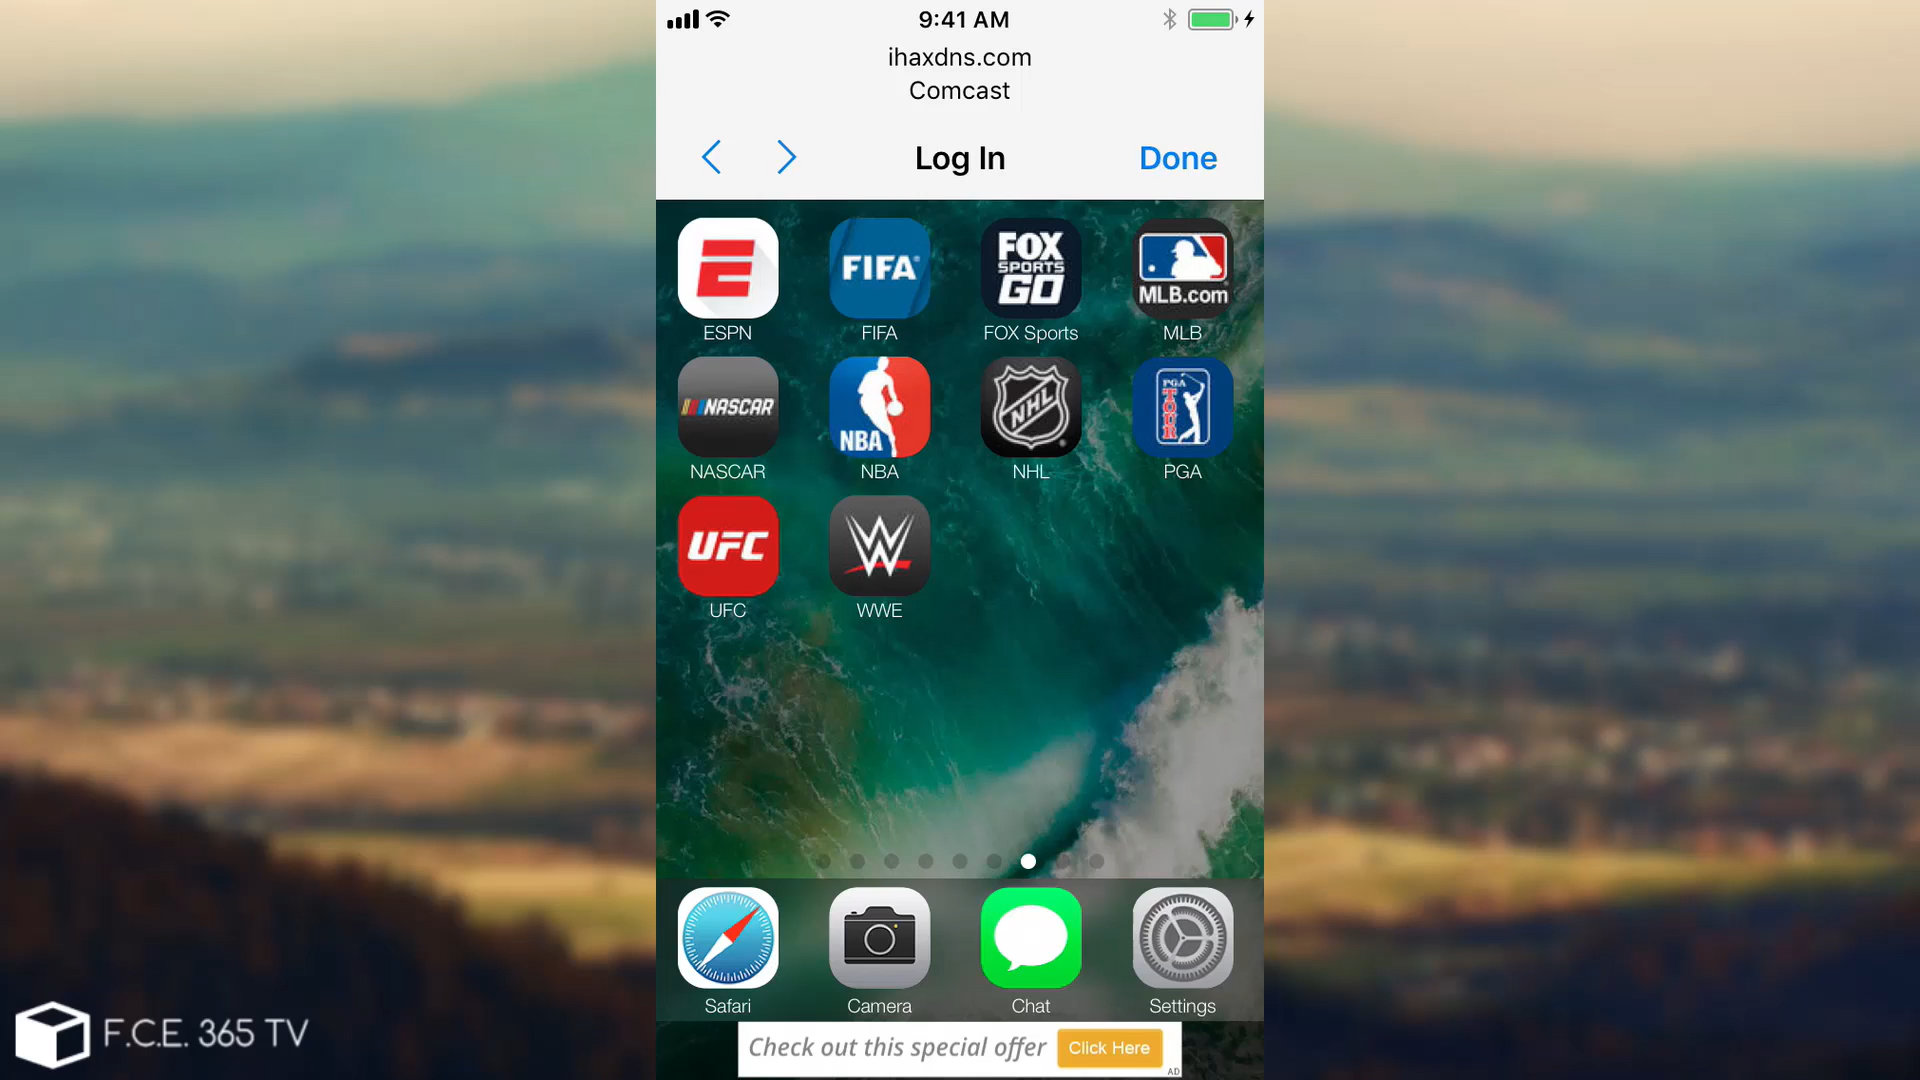 9:41 AM
ihaxdns.com
Comcast
Log In
Done
FIFA
FOX
SPORTS
GO
MLB.com
ESPN
FIFA
FOX Sports
MLB
NASCAR
NBA
NHL
PGA
TOUR
NASCAR
NBA
NHL
PGA
UFC
W
UFC
WWE
Safari
Camera
Chat
Settings
F.C.E. 365 TV
Check out this special offer
Click Here
AD